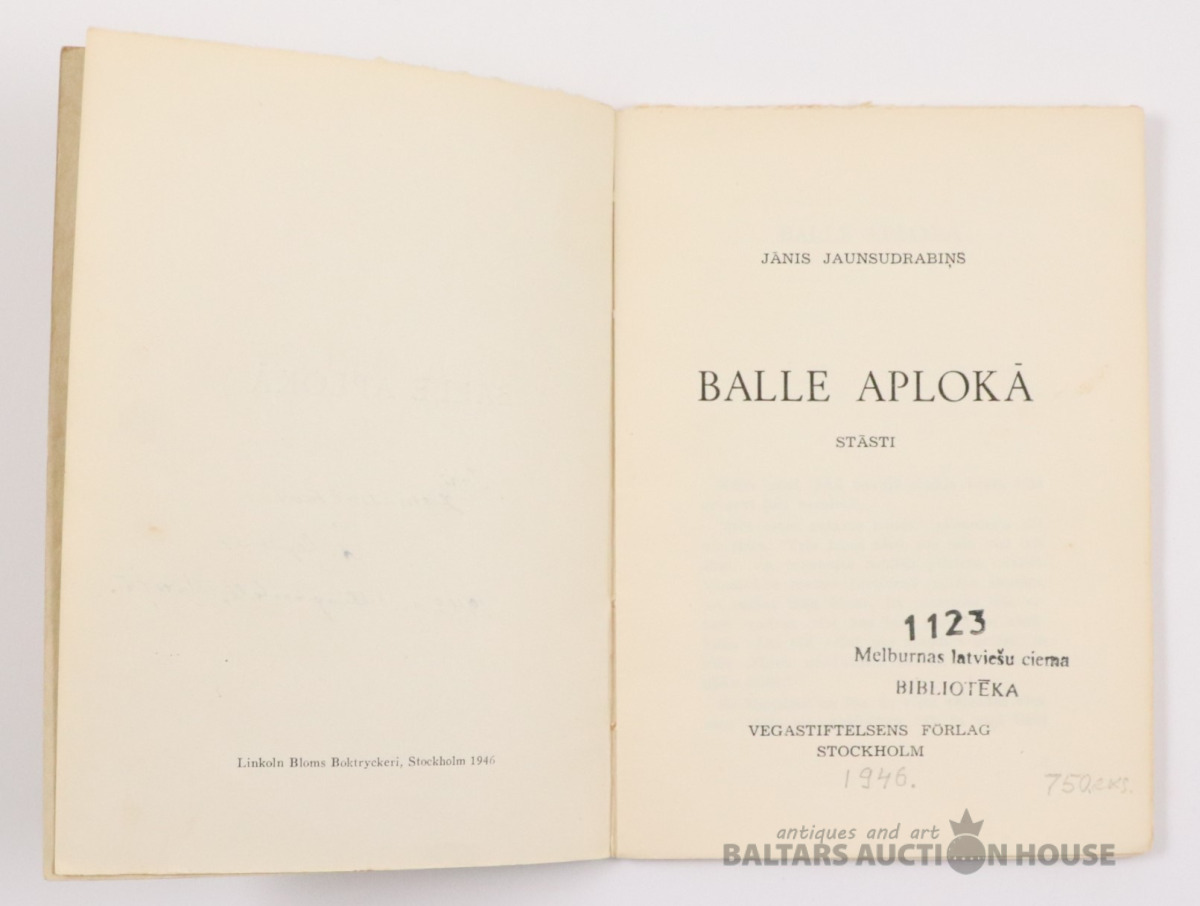 Linkoln Bloms Boktryckeri, Stockholm 1946
JĀNIS JAUNSUDRABIŅS
BALLE APLOKĀ
STĀSTI
1123
Melburnas latviešu ciema
BIBLIOTĒKA
VEGASTIFTELSENS FÖRLAG
STOCKHOLM
1946.
750 eks.
antiques and art
BALTARS AUCTION HOUSE